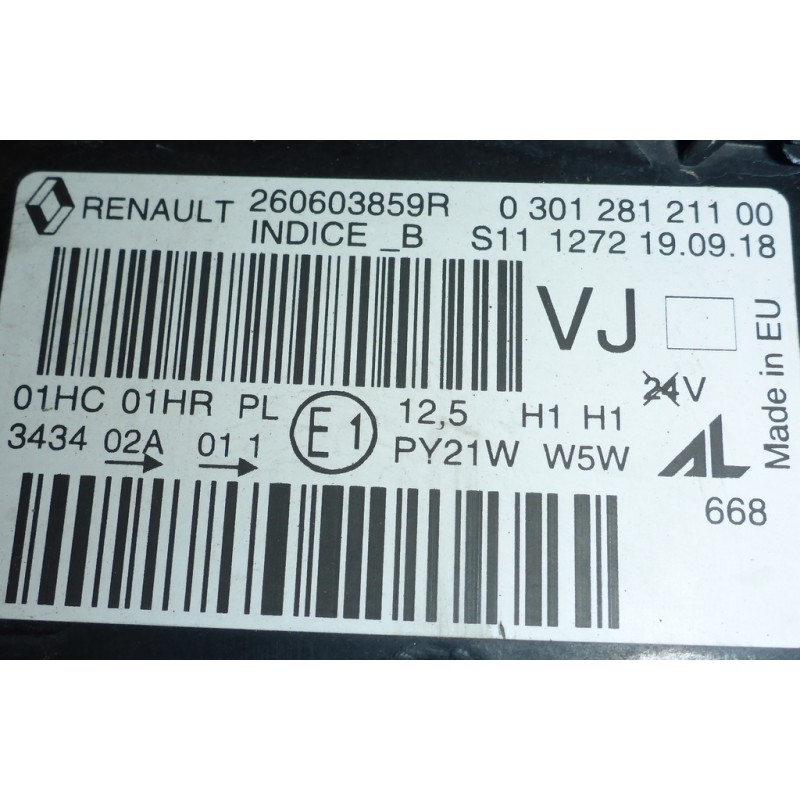 RENAULT 260603859R 0 301 281 211 00
INDICE _B S11 1272 19.09.18
VJ
24V
Made in EU
01HC 01HR PL E1 12,5 H1 H1
3434 02A 01 1 PY21W W5W
AL
668